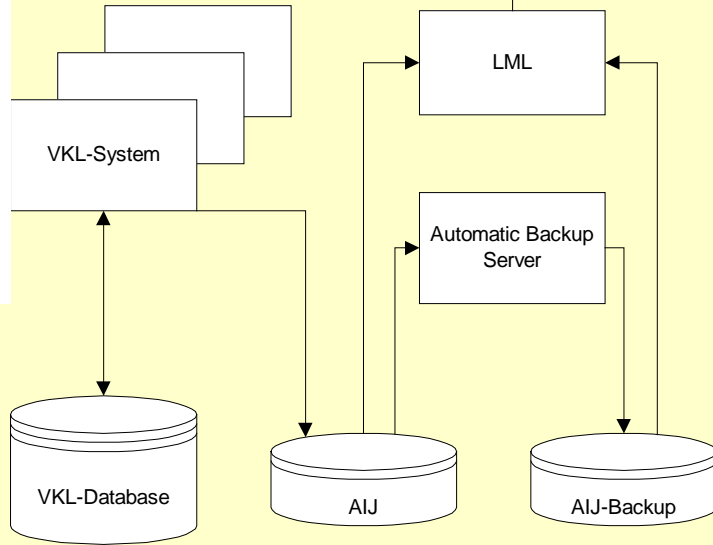 LML
VKL-System
Automatic Backup
Server
VKL-Database
AIJ
AIJ-Backup